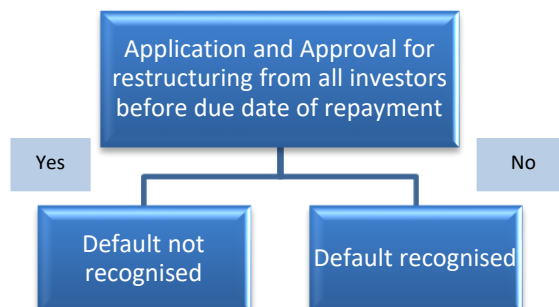 Application and Approval for
restructuring from all investors
before due date of repayment
Yes
No
Default not
recognised
Default recognised